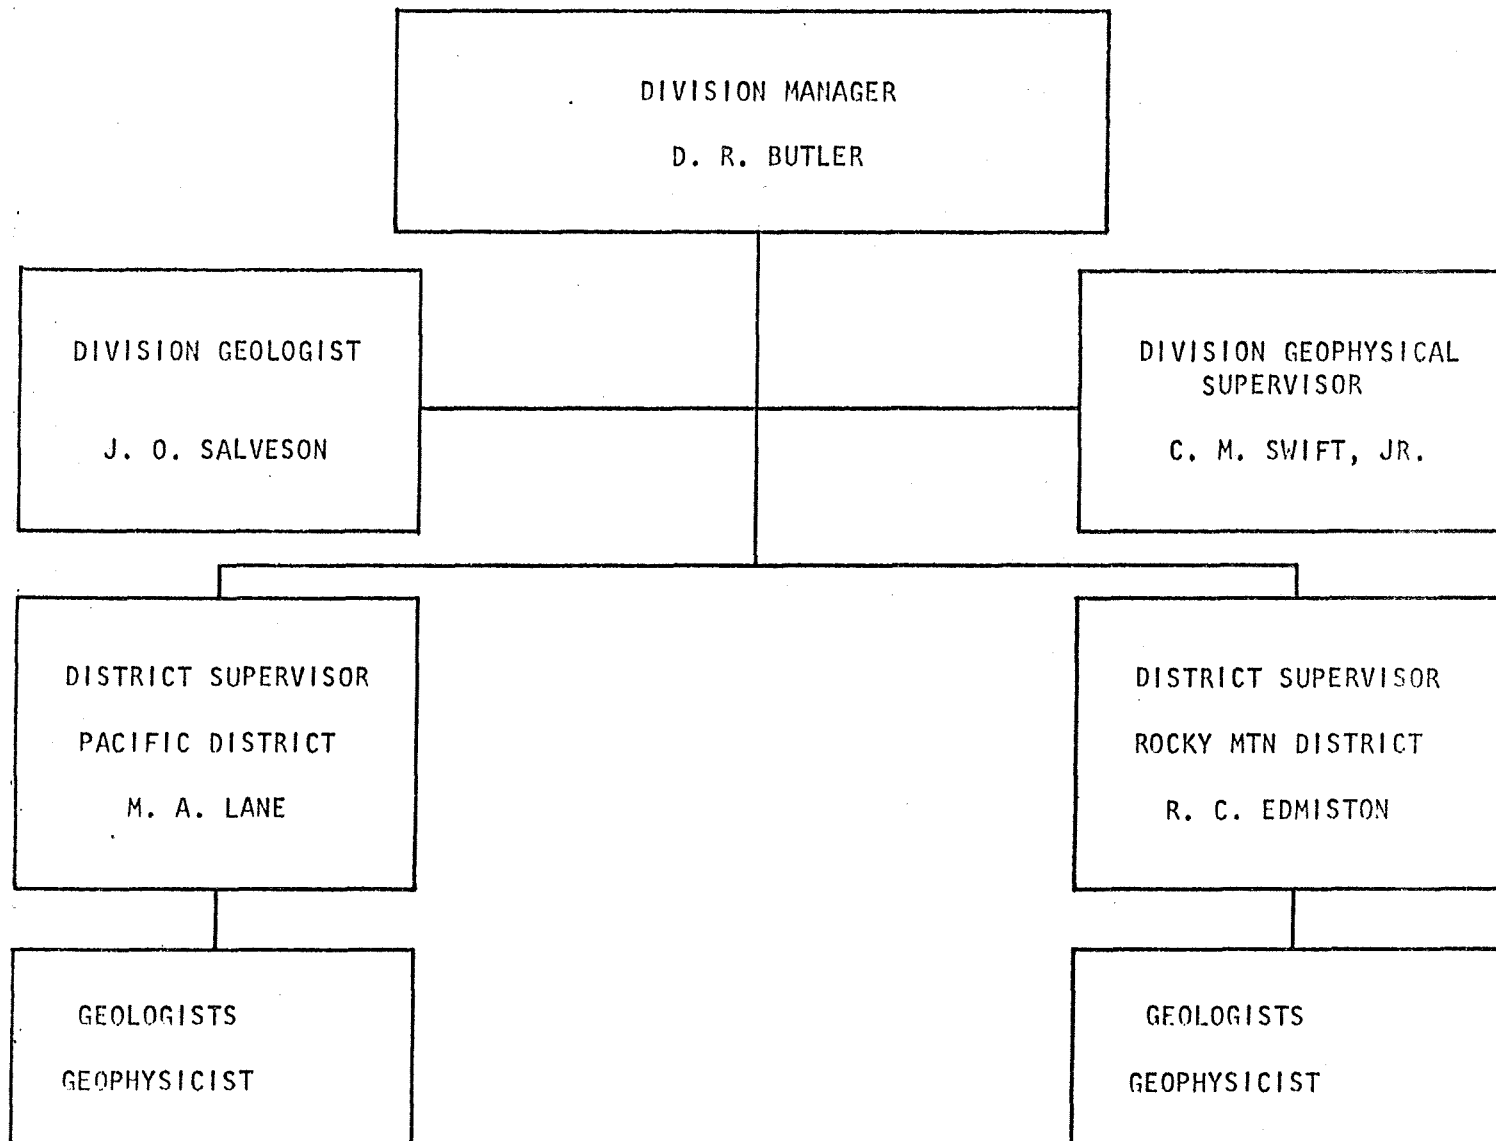 DIVISION MANAGER
D. R. BUTLER
DIVISION GEOLOGIST
J. O. SALVESON
DIVISION GEOPHYSICAL
SUPERVISOR
C. M. SWIFT, JR.
DISTRICT SUPERVISOR
PACIFIC DISTRICT
M. A. LANE
DISTRICT SUPERVISOR
ROCKY MTN DISTRICT
R. C. EDMISTON
GEOLOGISTS
GEOPHYSICIST
GEOLOGISTS
GEOPHYSICIST